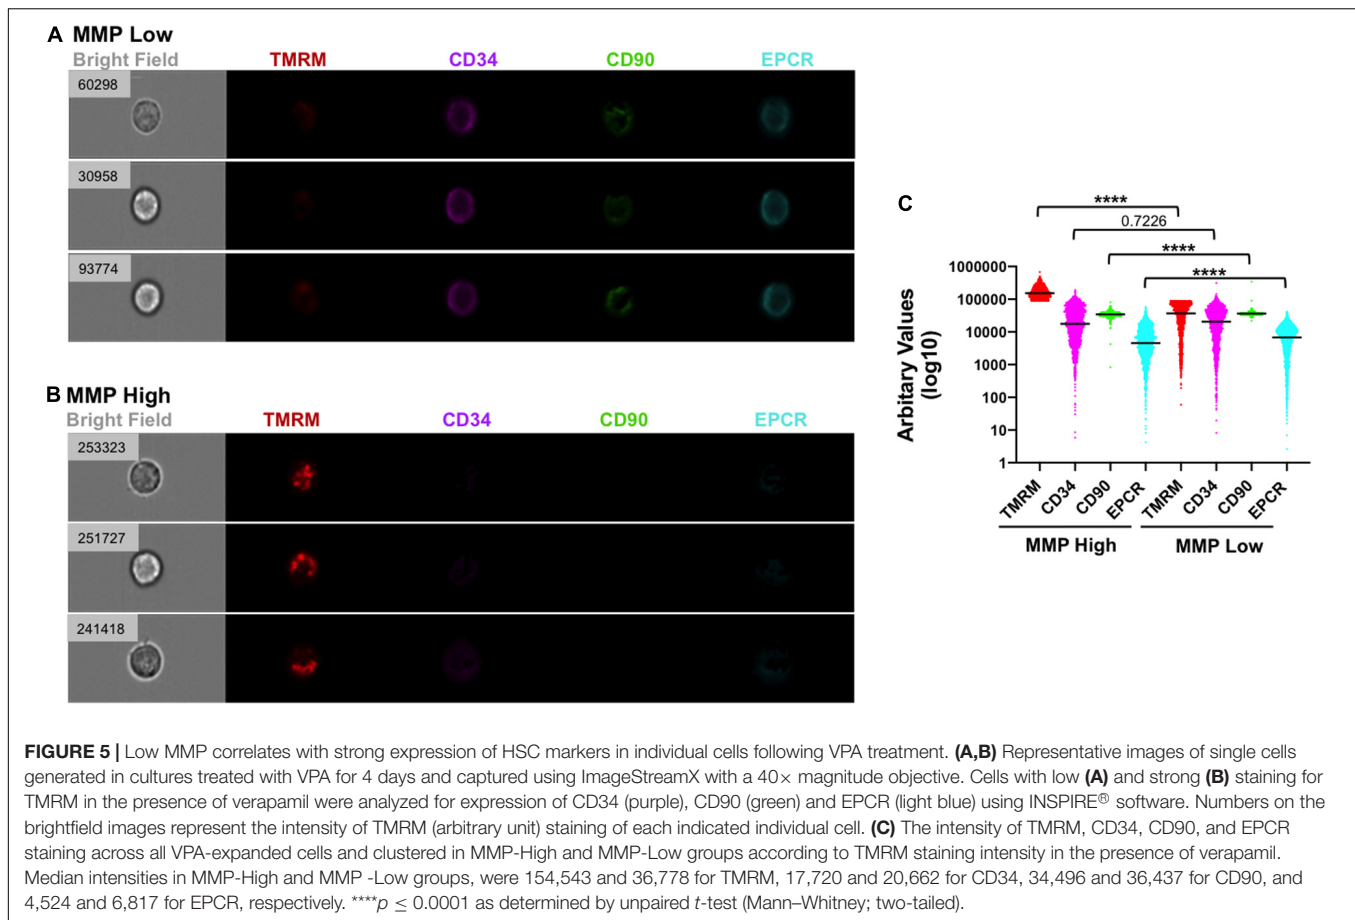 A MMP Low
Bright Field TMRM CD34 CD90 EPCR
60298
30958
93774
B MMP High
Bright Field TMRM CD34 CD90 EPCR
253323
251727
241418
C
****
0.7226
****
****
Arbitary Values
(log10)
1000000
100000
10000
1000
100
10
1
TMRM CD34 CD90 EPCR TMRM CD34 CD90 EPCR
MMP High MMP Low
FIGURE 5 | Low MMP correlates with strong expression of HSC markers in individual cells following VPA treatment. (A,B) Representative images of single cells
generated in cultures treated with VPA for 4 days and captured using ImageStreamX with a 40× magnitude objective. Cells with low (A) and strong (B) staining for
TMRM in the presence of verapamil were analyzed for expression of CD34 (purple), CD90 (green) and EPCR (light blue) using INSPIRE® software. Numbers on the
brightfield images represent the intensity of TMRM (arbitrary unit) staining of each indicated individual cell. (C) The intensity of TMRM, CD34, CD90, and EPCR
staining across all VPA-expanded cells and clustered in MMP-High and MMP-Low groups according to TMRM staining intensity in the presence of verapamil.
Median intensities in MMP-High and MMP -Low groups, were 154,543 and 36,778 for TMRM, 17,720 and 20,662 for CD34, 34,496 and 36,437 for CD90, and
4,524 and 6,817 for EPCR, respectively. ****p ≤ 0.0001 as determined by unpaired t-test (Mann–Whitney; two-tailed).